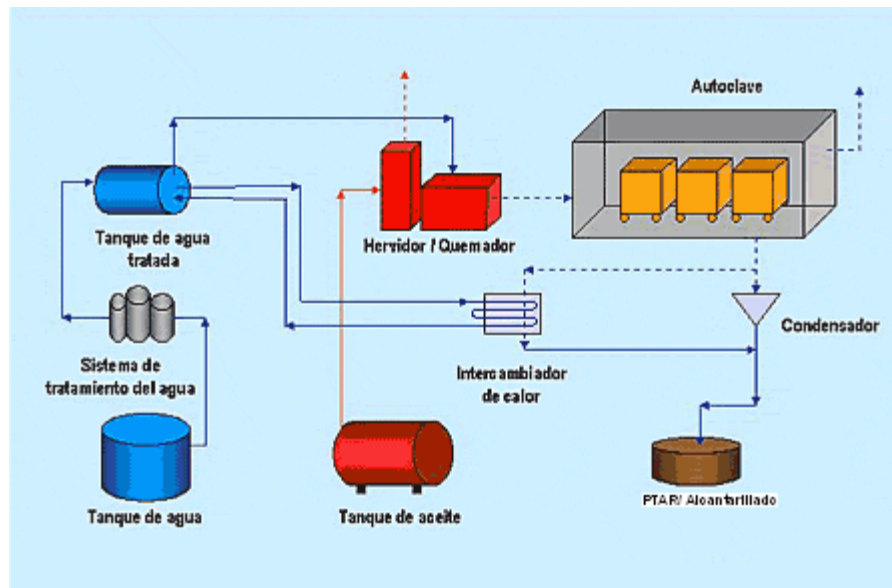 Autoclave
Tanque de agua
tratada
Hervidor / Quemador
Condensador
Sistema de
tratamiento del agua
Intercambiador
de calor
Tanque de agua
Tanque de aceite
PTAR/ Alcantarillado